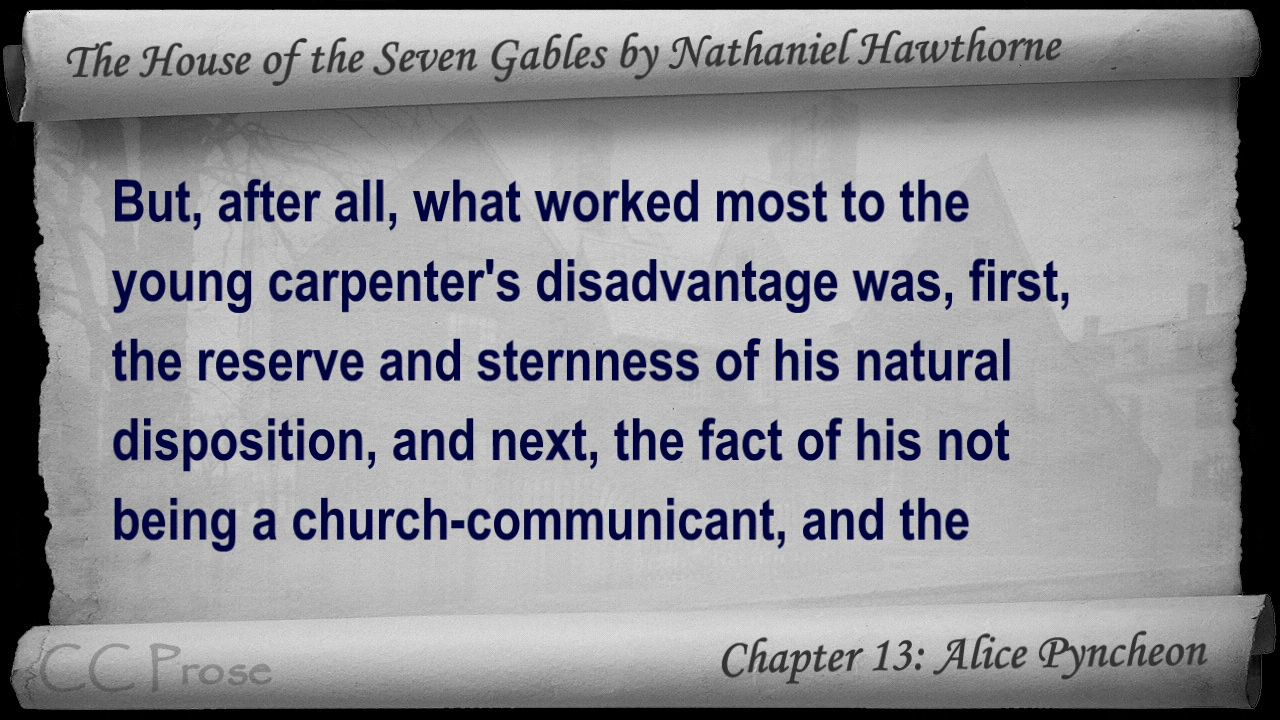 The House of the Seven Gables by Nathaniel Hawthorne
But, after all, what worked most to the
young carpenter's disadvantage was, first,
the reserve and sternness of his natural
disposition, and next, the fact of his not
being a church-communicant, and the
CC Prose
Chapter 13: Alice Pyncheon